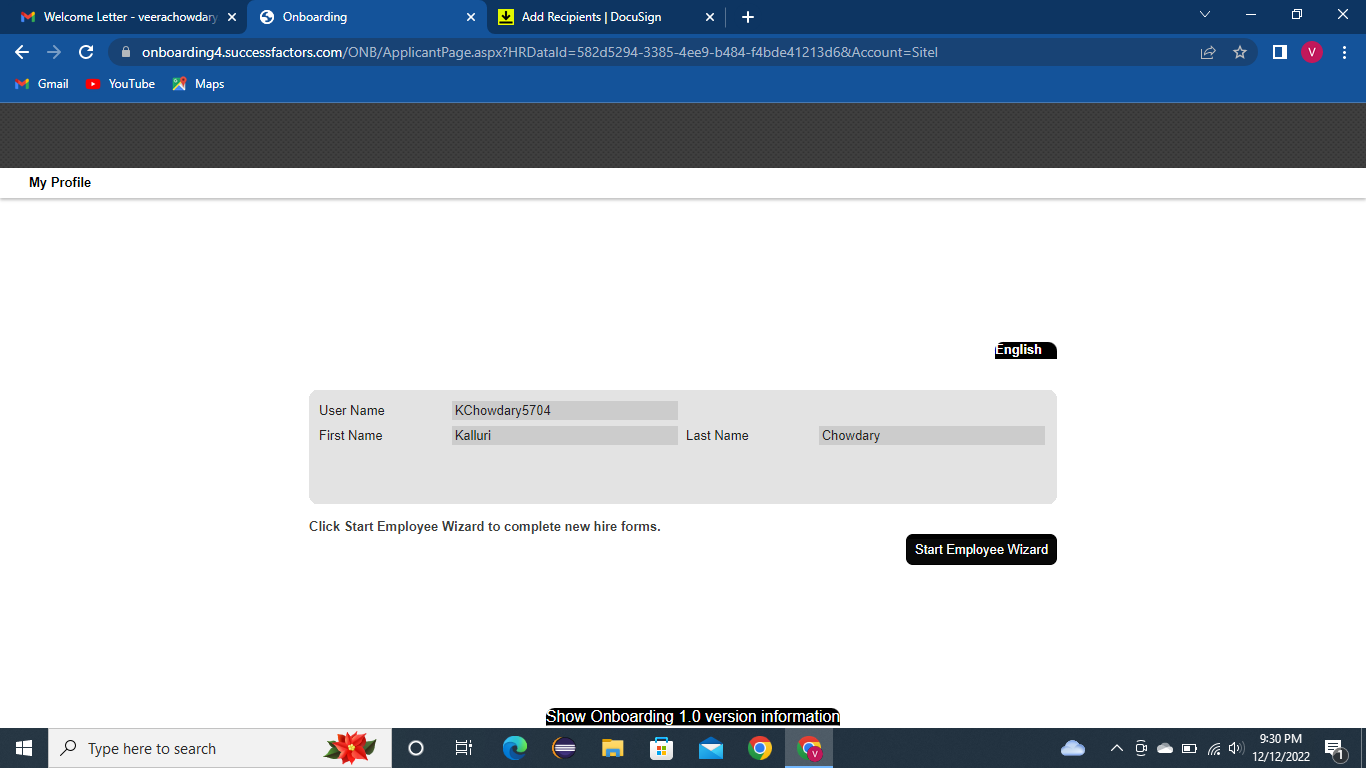 Welcome Letter - veerachowdary
Onboarding
Add Recipients | DocuSign
onboarding4.successfactors.com/ONB/ApplicantPage.aspx?HRDataId=582d5294-3385-4ee9-b484-f4bde41213d6&Account=Sitel
V
Gmail
YouTube
Maps
My Profile
English
User Name KChowdary5704
First Name Kalluri Last Name Chowdary
Click Start Employee Wizard to complete new hire forms.
Start Employee Wizard
Show Onboarding 1.0 version information
Type here to search
V
9:30 PM
12/12/2022
1